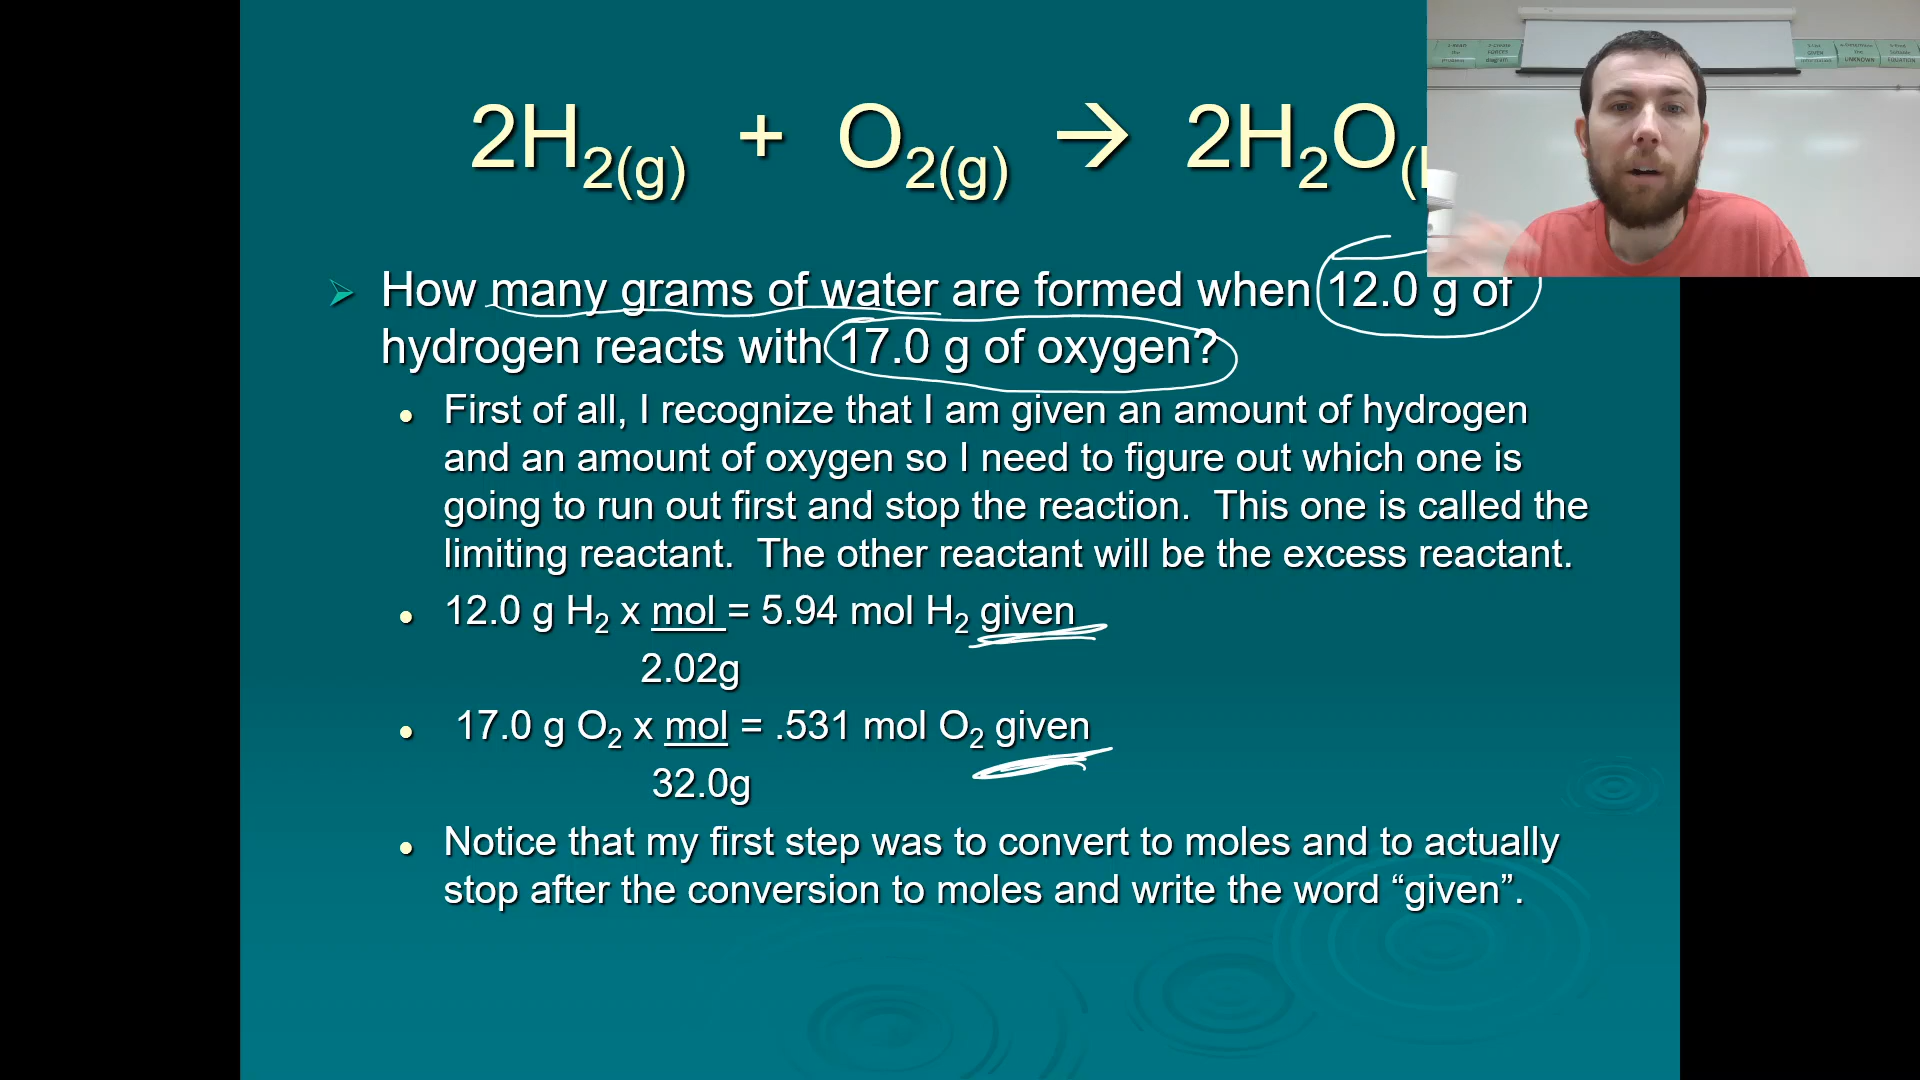 2H2(g) + O2(g) → 2H2O(l
How many grams of water are formed when 12.0 g of
hydrogen reacts with 17.0 g of oxygen?
First of all, I recognize that I am given an amount of hydrogen
and an amount of oxygen so I need to figure out which one is
going to run out first and stop the reaction. This one is called the
limiting reactant. The other reactant will be the excess reactant.
12.0 g H2 x mol = 5.94 mol H2 given
2.02g
17.0 g O2 x mol = .531 mol O2 given
32.0g
Notice that my first step was to convert to moles and to actually
stop after the conversion to moles and write the word “given”.
the
diagram
GIVEN
the
UNKNOWN
EQUATION